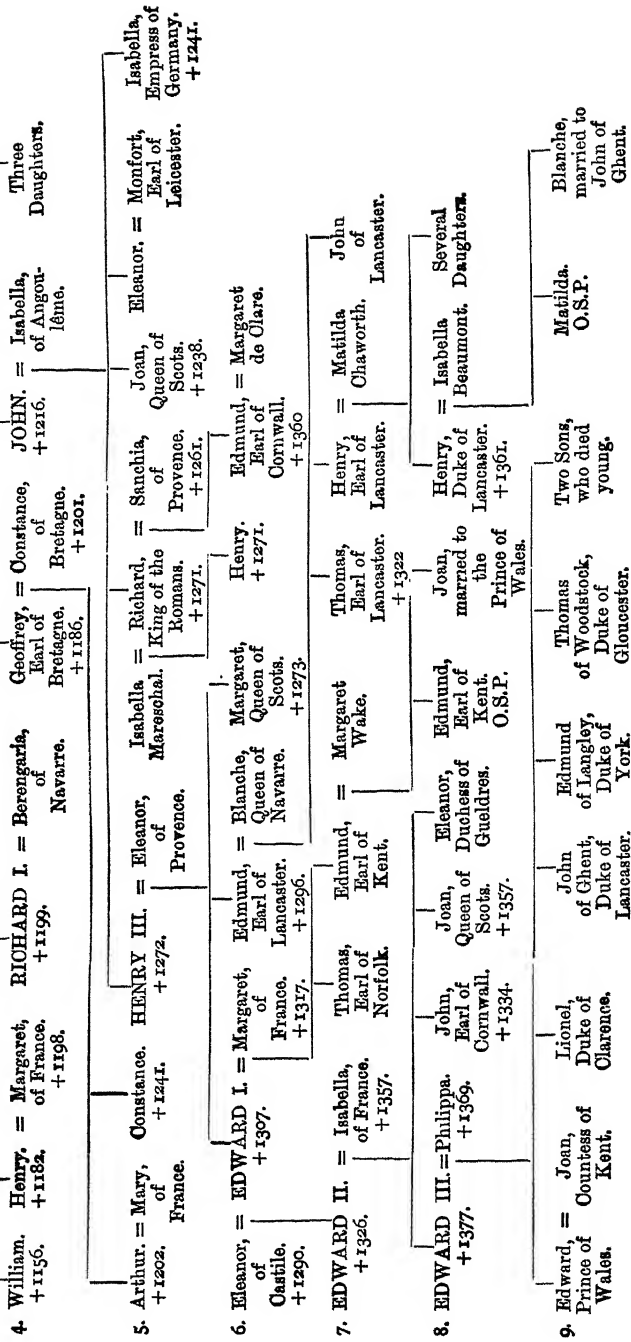 4. William.
+1156.
Henry.
+1182.
= Margaret,
of France.
+1198.
RICHARD I.
+1199.
= Berengaria,
of
Navarre.
Geoffrey,
Earl of
Bretagne.
+1186.
= Constance,
of
Bretagne.
+1201.
JOHN.
+1216.
= Isabella,
of Angou-
lême.
Three
Daughters.
5. Arthur.
+1202.
= Mary,
of
France.
Constance.
+1241.
HENRY III.
+1272.
= Eleanor,
of
Provence.
Isabella
Mareschal.
= Richard,
King of the
Romans.
+1271.
= Sanchia,
of
Provence.
+1261.
Joan,
Queen of
Scots.
+1238.
Eleanor.
= Monfort,
Earl of
Leicester.
Isabella,
Empress of
Germany.
+1241.
6. Eleanor,
of
Castile.
+1290.
= EDWARD I.
+1307.
= Margaret,
of
France.
+1317.
Edmund,
Earl of
Lancaster.
+1296.
= Blanche,
Queen of
Navarre.
Margaret,
Queen of
Scots.
+1273.
Henry.
+1271.
Edmund,
Earl of
Cornwall.
+1360
= Margaret
de Clare.
7. EDWARD II.
+1326.
= Isabella,
of France.
+1357.
Thomas,
Earl of
Norfolk.
Edmund,
Earl of
Kent.
= Margaret
Wake.
Thomas,
Earl of
Lancaster.
+1322
Henry,
Earl of
Lancaster.
= Matilda
Chaworth.
John
of
Lancaster.
8. EDWARD III.
+1377.
=Philippa.
+1369.
John,
Earl of
Cornwall.
+1334.
Joan,
Queen of
Scots.
+1357.
Eleanor,
Duchess of
Gueldres.
Edmund,
Earl of
Kent.
O.S.P.
Joan,
married to
the
Prince of
Wales.
Henry,
Duke of
Lancaster.
+1361.
= Isabella
Beaumont.
Several
Daughters.
9. Edward,
Prince of
Wales.
= Joan,
Countess of
Kent.
Lionel,
Duke of
Clarence.
John
of Ghent,
Duke of
Lancaster.
Edmund
of Langley,
Duke of
York.
Thomas
of Woodstock,
Duke of
Gloucester.
Two Sons,
who died
young.
Matilda.
O.S.P.
Blanche,
married to
John of
Ghent.